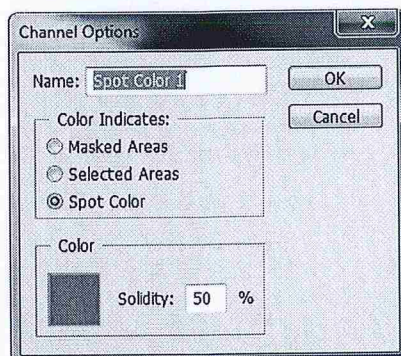 Channel Options
Name: Spot Color 1
OK
Cancel
Color Indicates:
Masked Areas
Selected Areas
Spot Color
Color
Solidity: 50 %